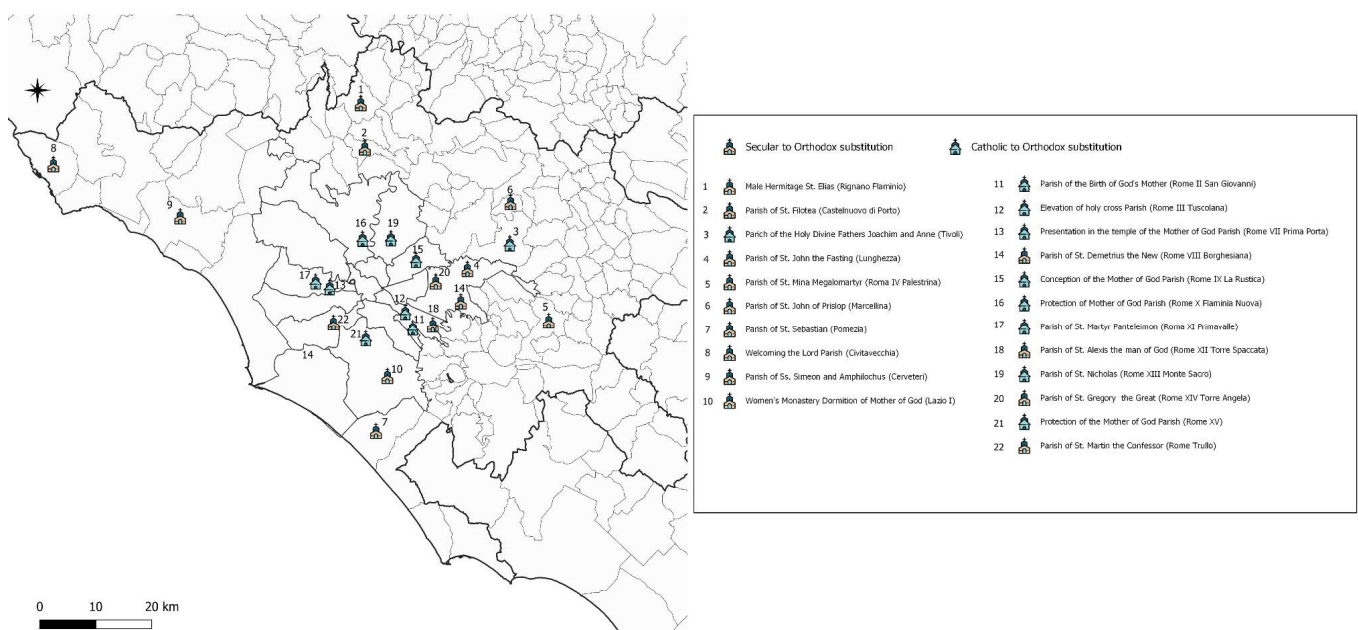 1
2
8
6
9
16
19
3
15
4
17
20
13
14
12
5
22
18
11
21
14
10
7
0 10 20 km
Secular to Orthodox substitution
Catholic to Orthodox substitution
1 Male Hermitage St. Elias (Rignano Flaminio)
2 Parish of St. Filotea (Castelnuovo di Porto)
3 Parich of the Holy Divine Fathers Joachim and Anne (Tivoli)
4 Parish of St. John the Fasting (Lunghezza)
5 Parish of St. Mina Megalomartyr (Roma IV Palestrina)
6 Parish of St. John of Prislop (Marcellina)
7 Parish of St. Sebastian (Pomezia)
8 Welcoming the Lord Parish (Civitavecchia)
9 Parish of Ss. Simeon and Amphilochus (Cerveteri)
10 Women's Monastery Dormition of Mother of God (Lazio I)
11 Parish of the Birth of God's Mother (Rome II San Giovanni)
12 Elevation of holy cross Parish (Rome III Tuscolana)
13 Presentation in the temple of the Mother of God Parish (Rome VII Prima Porta)
14 Parish of St. Demetrius the New (Rome VIII Borghesiana)
15 Conception of the Mother of God Parish (Rome IX La Rustica)
16 Protection of Mother of God Parish (Rome X Flaminia Nuova)
17 Parish of St. Martyr Panteleimon (Roma XI Primavalle)
18 Parish of St. Alexis the man of God (Rome XII Torre Spaccata)
19 Parish of St. Nicholas (Rome XIII Monte Sacro)
20 Parish of St. Gregory the Great (Rome XIV Torre Angela)
21 Protection of the Mother of God Parish (Rome XV)
22 Parish of St. Martin the Confessor (Rome Trullo)